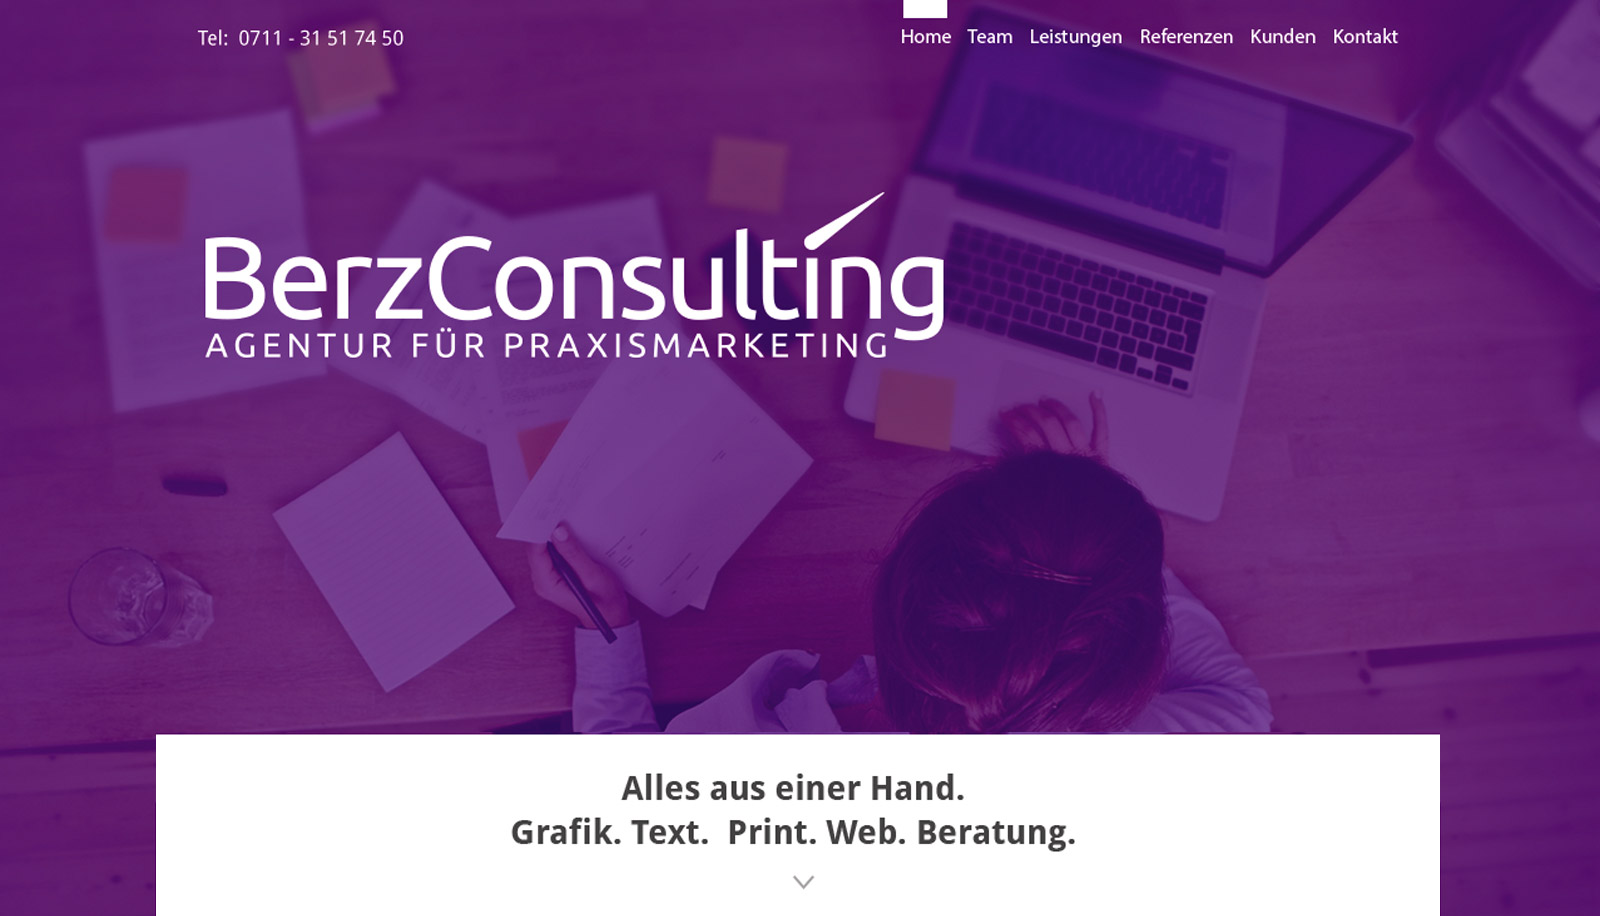 Tel: 0711 - 31 51 74 50
Home Team Leistungen Referenzen Kunden Kontakt
BerzConsulting
AGENTUR FÜR PRAXISMARKETING
Alles aus einer Hand.
Grafik. Text. Print. Web. Beratung.